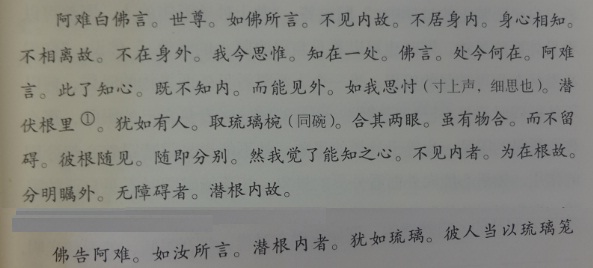 阿难白佛言。世尊。如佛所言。不见内故。不居身内。身心相知。
不相离故。不在身外。我今思惟。知在一处。佛言。处今何在。阿难
言。此了知心。既不知内。而能见外。如我思忖（寸上声，细思也）。潜
伏根里①。犹如有人。取琉璃椀（同碗）。合其两眼。虽有物合。而不留
碍。彼根随见。随即分别。然我觉了能知之心。不见内者。为在根故。
分明瞩外。无障碍者。潜根内故。
佛告阿难。如汝所言。潜根内者。犹如琉璃。彼人当以琉璃笼